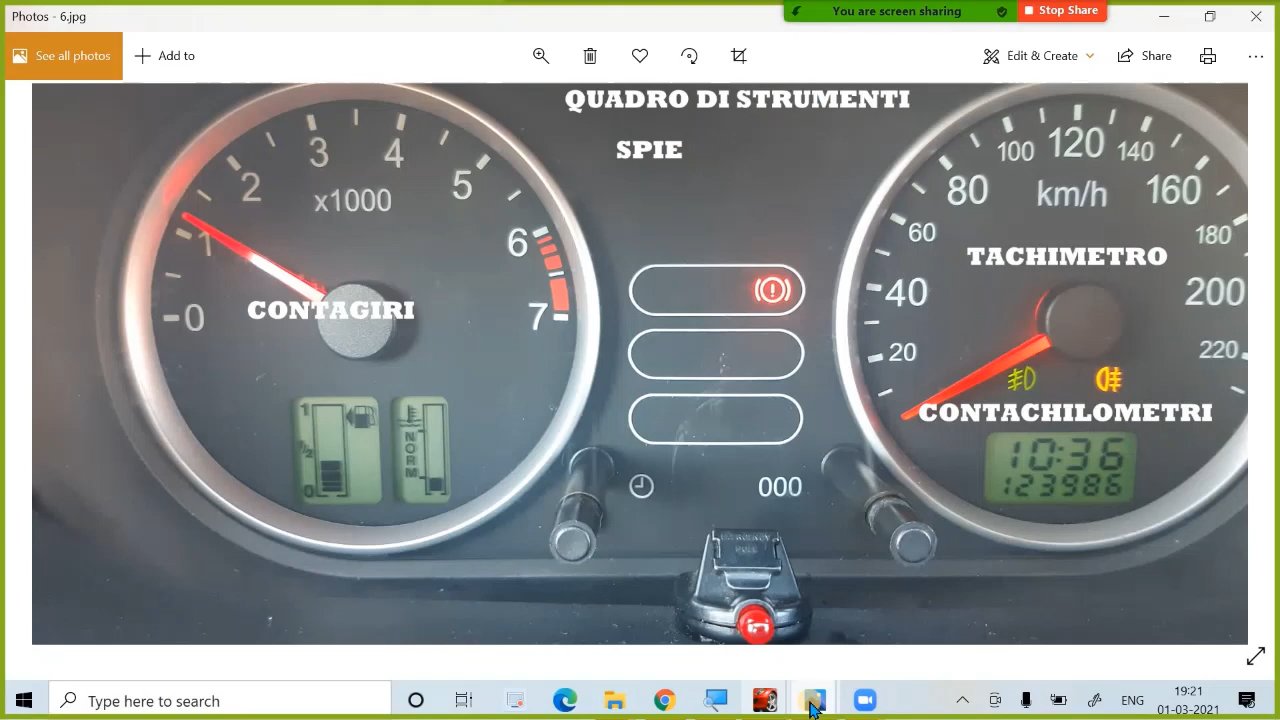 Photos - 6.jpg
You are screen sharing
Stop Share
See all photos
Add to
Edit & Create
Share
QUADRO DI STRUMENTI
SPIE
0 1 2 3 4 5 6 7
x1000
CONTAGIRI
1
1/2
0
NORM
20 40 60 80 100 120 140 160 180 200 220
km/h
TACHIMETRO
CONTACHILOMETRI
10:36
123986
000
Type here to search
ENG
19:21
01-03-2021